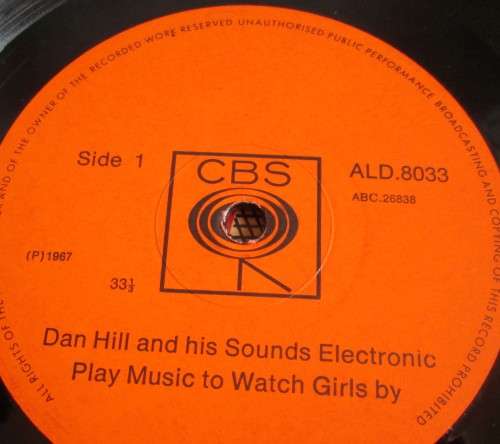 ALL RIGHTS OF THE
AND OF THE OWNER OF THE RECORDED WORK RESERVED UNAUTHORISED PUBLIC PERFORMANCE BROADCASTING AND COPYING OF THIS RECORD PROHIBITED
Side 1
CBS
ALD.8033
ABC.26838
(P)1967
33⅓
Dan Hill and his Sounds Electronic
Play Music to Watch Girls by